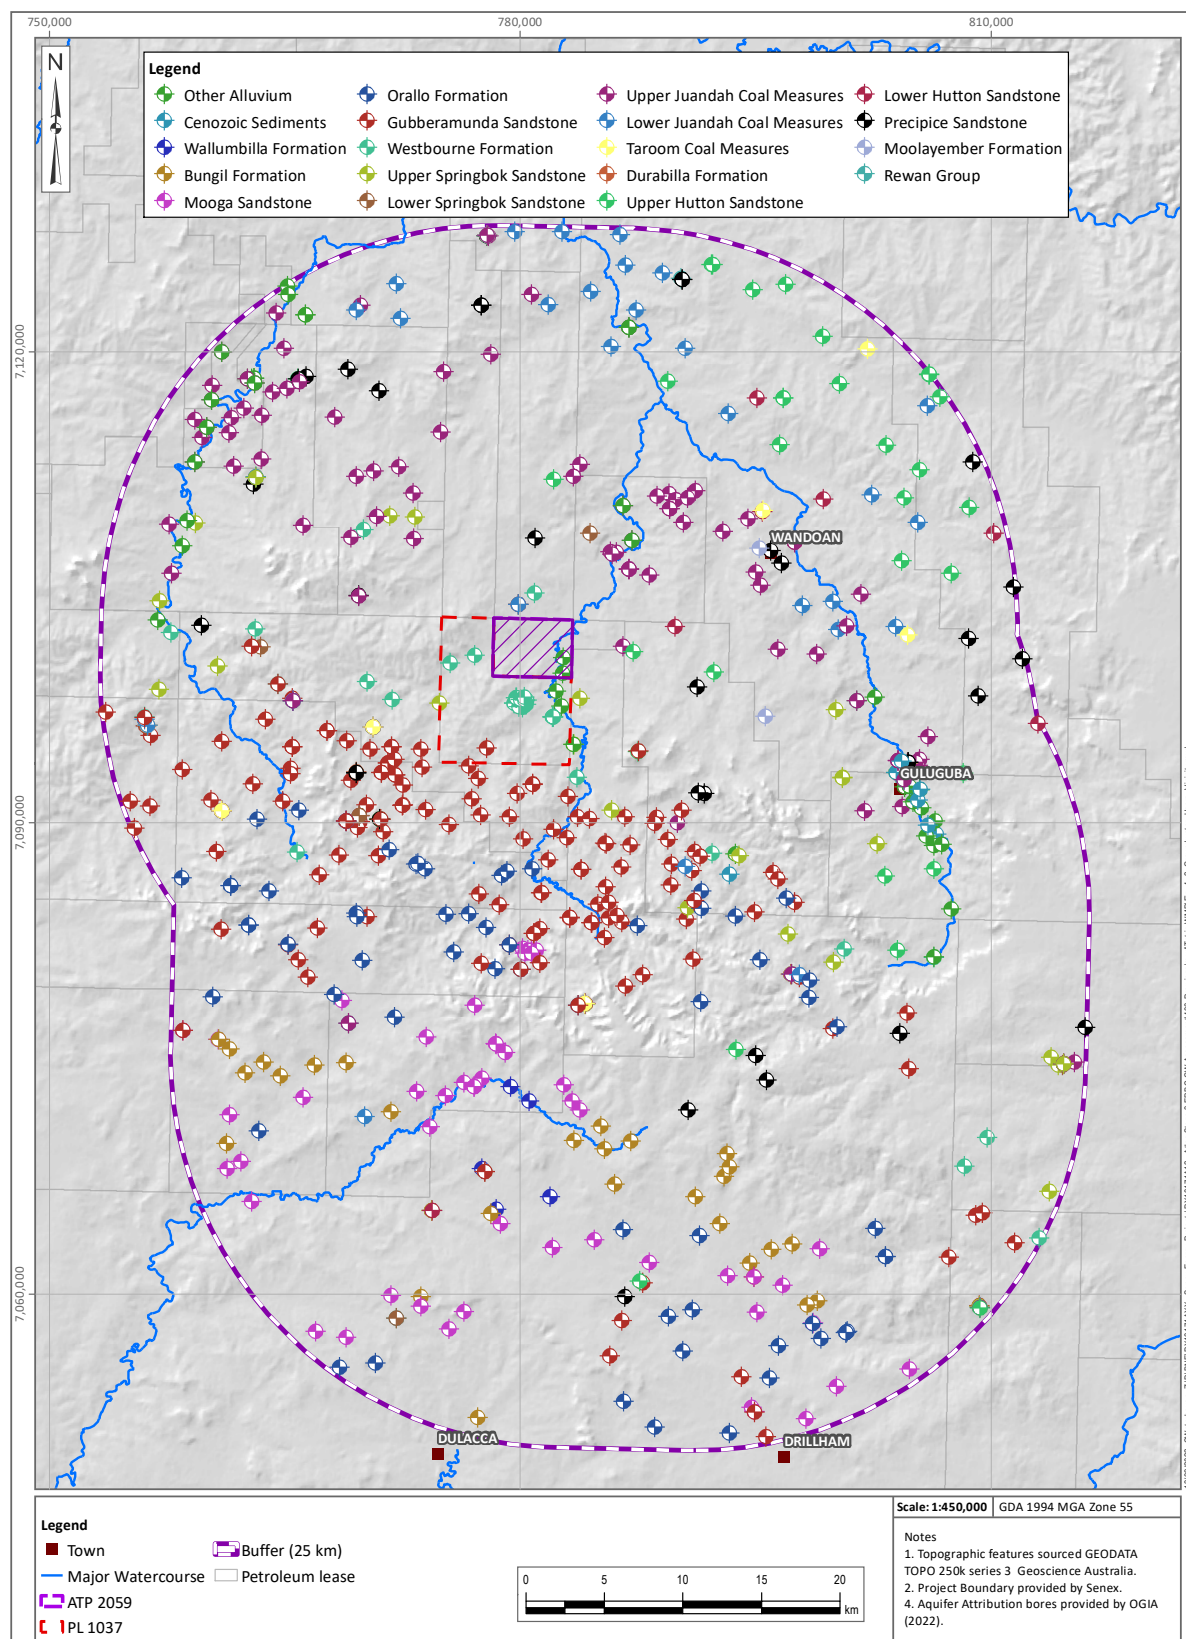 750,000 780,000 810,000
N
Legend
Other Alluvium
Cenozoic Sediments
Wallumbilla Formation
Bungil Formation
Mooga Sandstone
Orallo Formation
Gubberamunda Sandstone
Westbourne Formation
Upper Springbok Sandstone
Lower Springbok Sandstone
Upper Juandah Coal Measures
Lower Juandah Coal Measures
Taroom Coal Measures
Durabilla Formation
Upper Hutton Sandstone
Lower Hutton Sandstone
Precipice Sandstone
Moolayember Formation
Rewan Group
7,120,000
WANDOAN
GULUGUBA
7,090,000
7,060,000
DULACCA
DRILLHAM
Legend
Town
Major Watercourse
ATP 2059
PL 1037
Buffer (25 km)
Petroleum lease
0 5 10 15 20
km
Scale: 1:450,000 GDA 1994 MGA Zone 55
Notes
1. Topographic features sourced GEODATA
TOPO 250k series 3 Geoscience Australia.
2. Project Boundary provided by Senex.
4. Aquifer Attribution bores provided by OGIA
(2022).